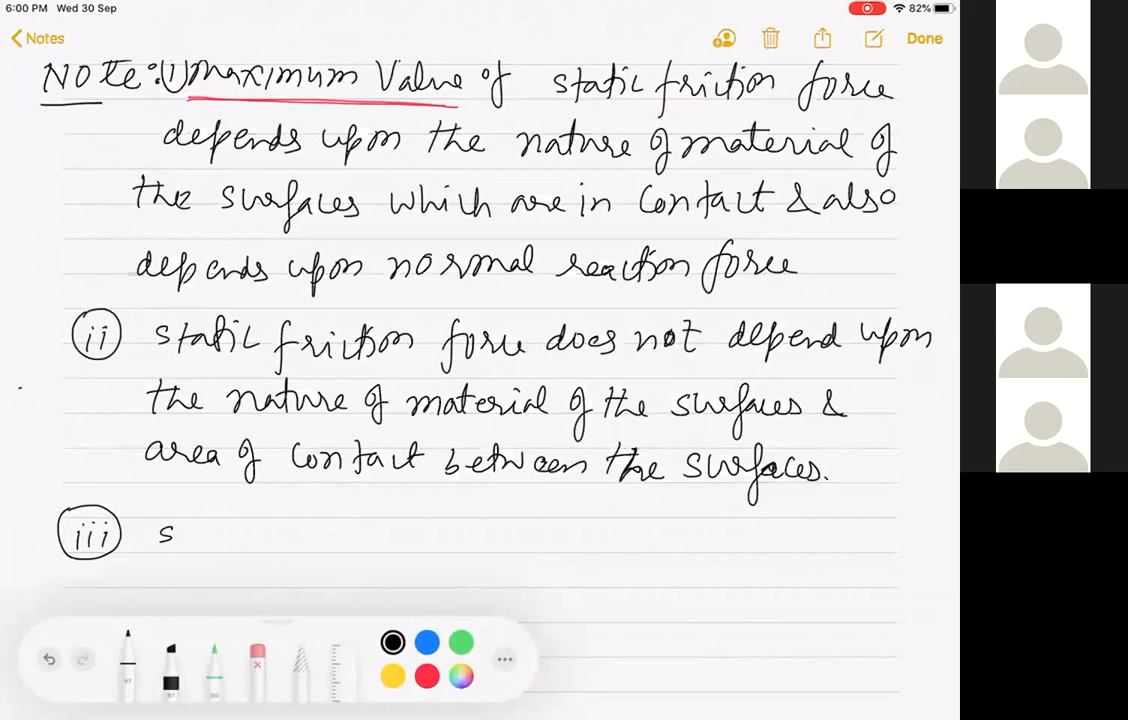 6:00 PM Wed 30 Sep
82%
Notes
Done
Note :(i) Maximum Value of static friction force
depends upon the nature of material of
the surfaces which are in contact & also
depends upon normal reaction force
(ii) static friction force does not depend upon
the nature of material of the surfaces &
area of contact between the surfaces.
(iii) s